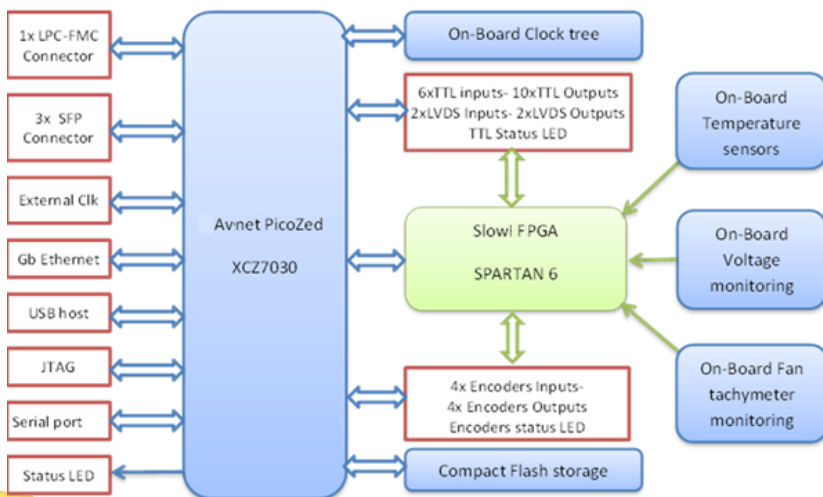 1x LPC-FMC
Connector
3x SFP
Connector
External Clk
Gb Ethernet
USB host
JTAG
Serial port
Status LED
Avnet PicoZed
XCZ7030
On-Board Clock tree
6xTTL inputs- 10xTTL Outputs
2xLVDS Inputs- 2xLVDS Outputs
TTL Status LED
Slowl FPGA
SPARTAN 6
4x Encoders Inputs-
4x Encoders Outputs
Encoders status LED
Compact Flash storage
On-Board
Temperature
sensors
On-Board
Voltage
monitoring
On-Board Fan
tachymeter
monitoring